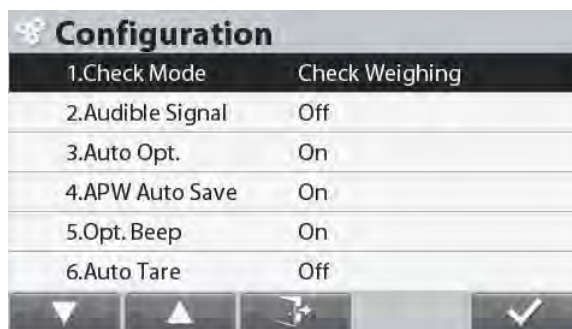 Configuration
1.Check Mode Check Weighing
2.Audible Signal Off
3.Auto Opt. On
4.APW Auto Save On
5.Opt. Beep On
6.Auto Tare Off